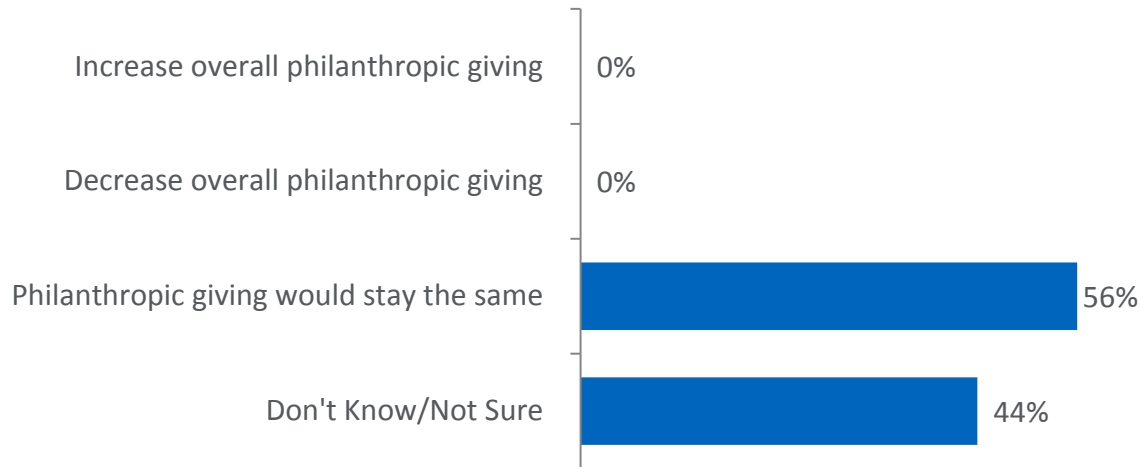 Increase overall philanthropic giving 0%
Decrease overall philanthropic giving 0%
Philanthropic giving would stay the same 56%
Don't Know/Not Sure 44%